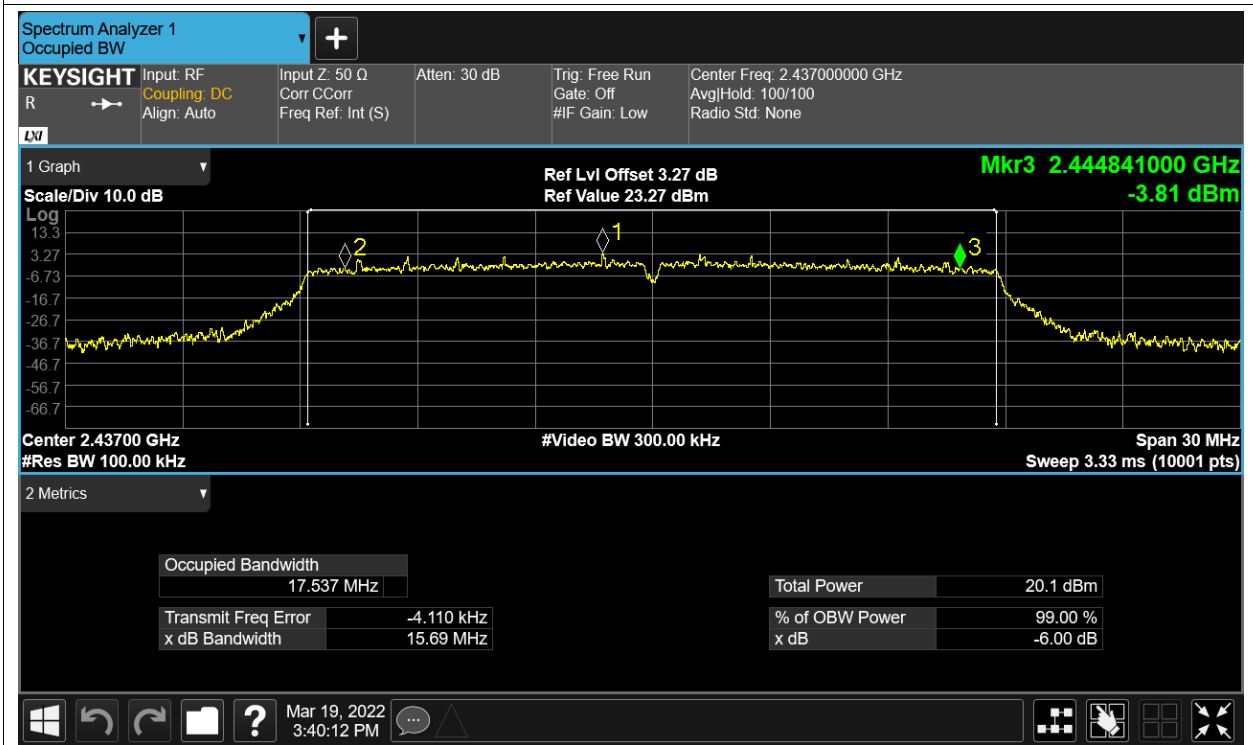 Spectrum Analyzer 1
Occupied BW
KEYSIGHT
R
LXI
Input: RF
Coupling: DC
Align: Auto
Input Z: 50 Ω
Corr CCorr
Freq Ref: Int (S)
Atten: 30 dB
Trig: Free Run
Gate: Off
#IF Gain: Low
Center Freq: 2.437000000 GHz
Avg|Hold: 100/100
Radio Std: None
1 Graph
Scale/Div 10.0 dB
Ref Lvl Offset 3.27 dB
Ref Value 23.27 dBm
Mkr3 2.444841000 GHz
-3.81 dBm
Log
13.3
3.27
-6.73
-16.7
-26.7
-36.7
-46.7
-56.7
-66.7
2
1
3
Center 2.43700 GHz
#Res BW 100.00 kHz
#Video BW 300.00 kHz
Span 30 MHz
Sweep 3.33 ms (10001 pts)
2 Metrics
Occupied Bandwidth
17.537 MHz
Transmit Freq Error -4.110 kHz
x dB Bandwidth 15.69 MHz
Total Power 20.1 dBm
% of OBW Power 99.00 %
x dB -6.00 dB
?
Mar 19, 2022
3:40:12 PM